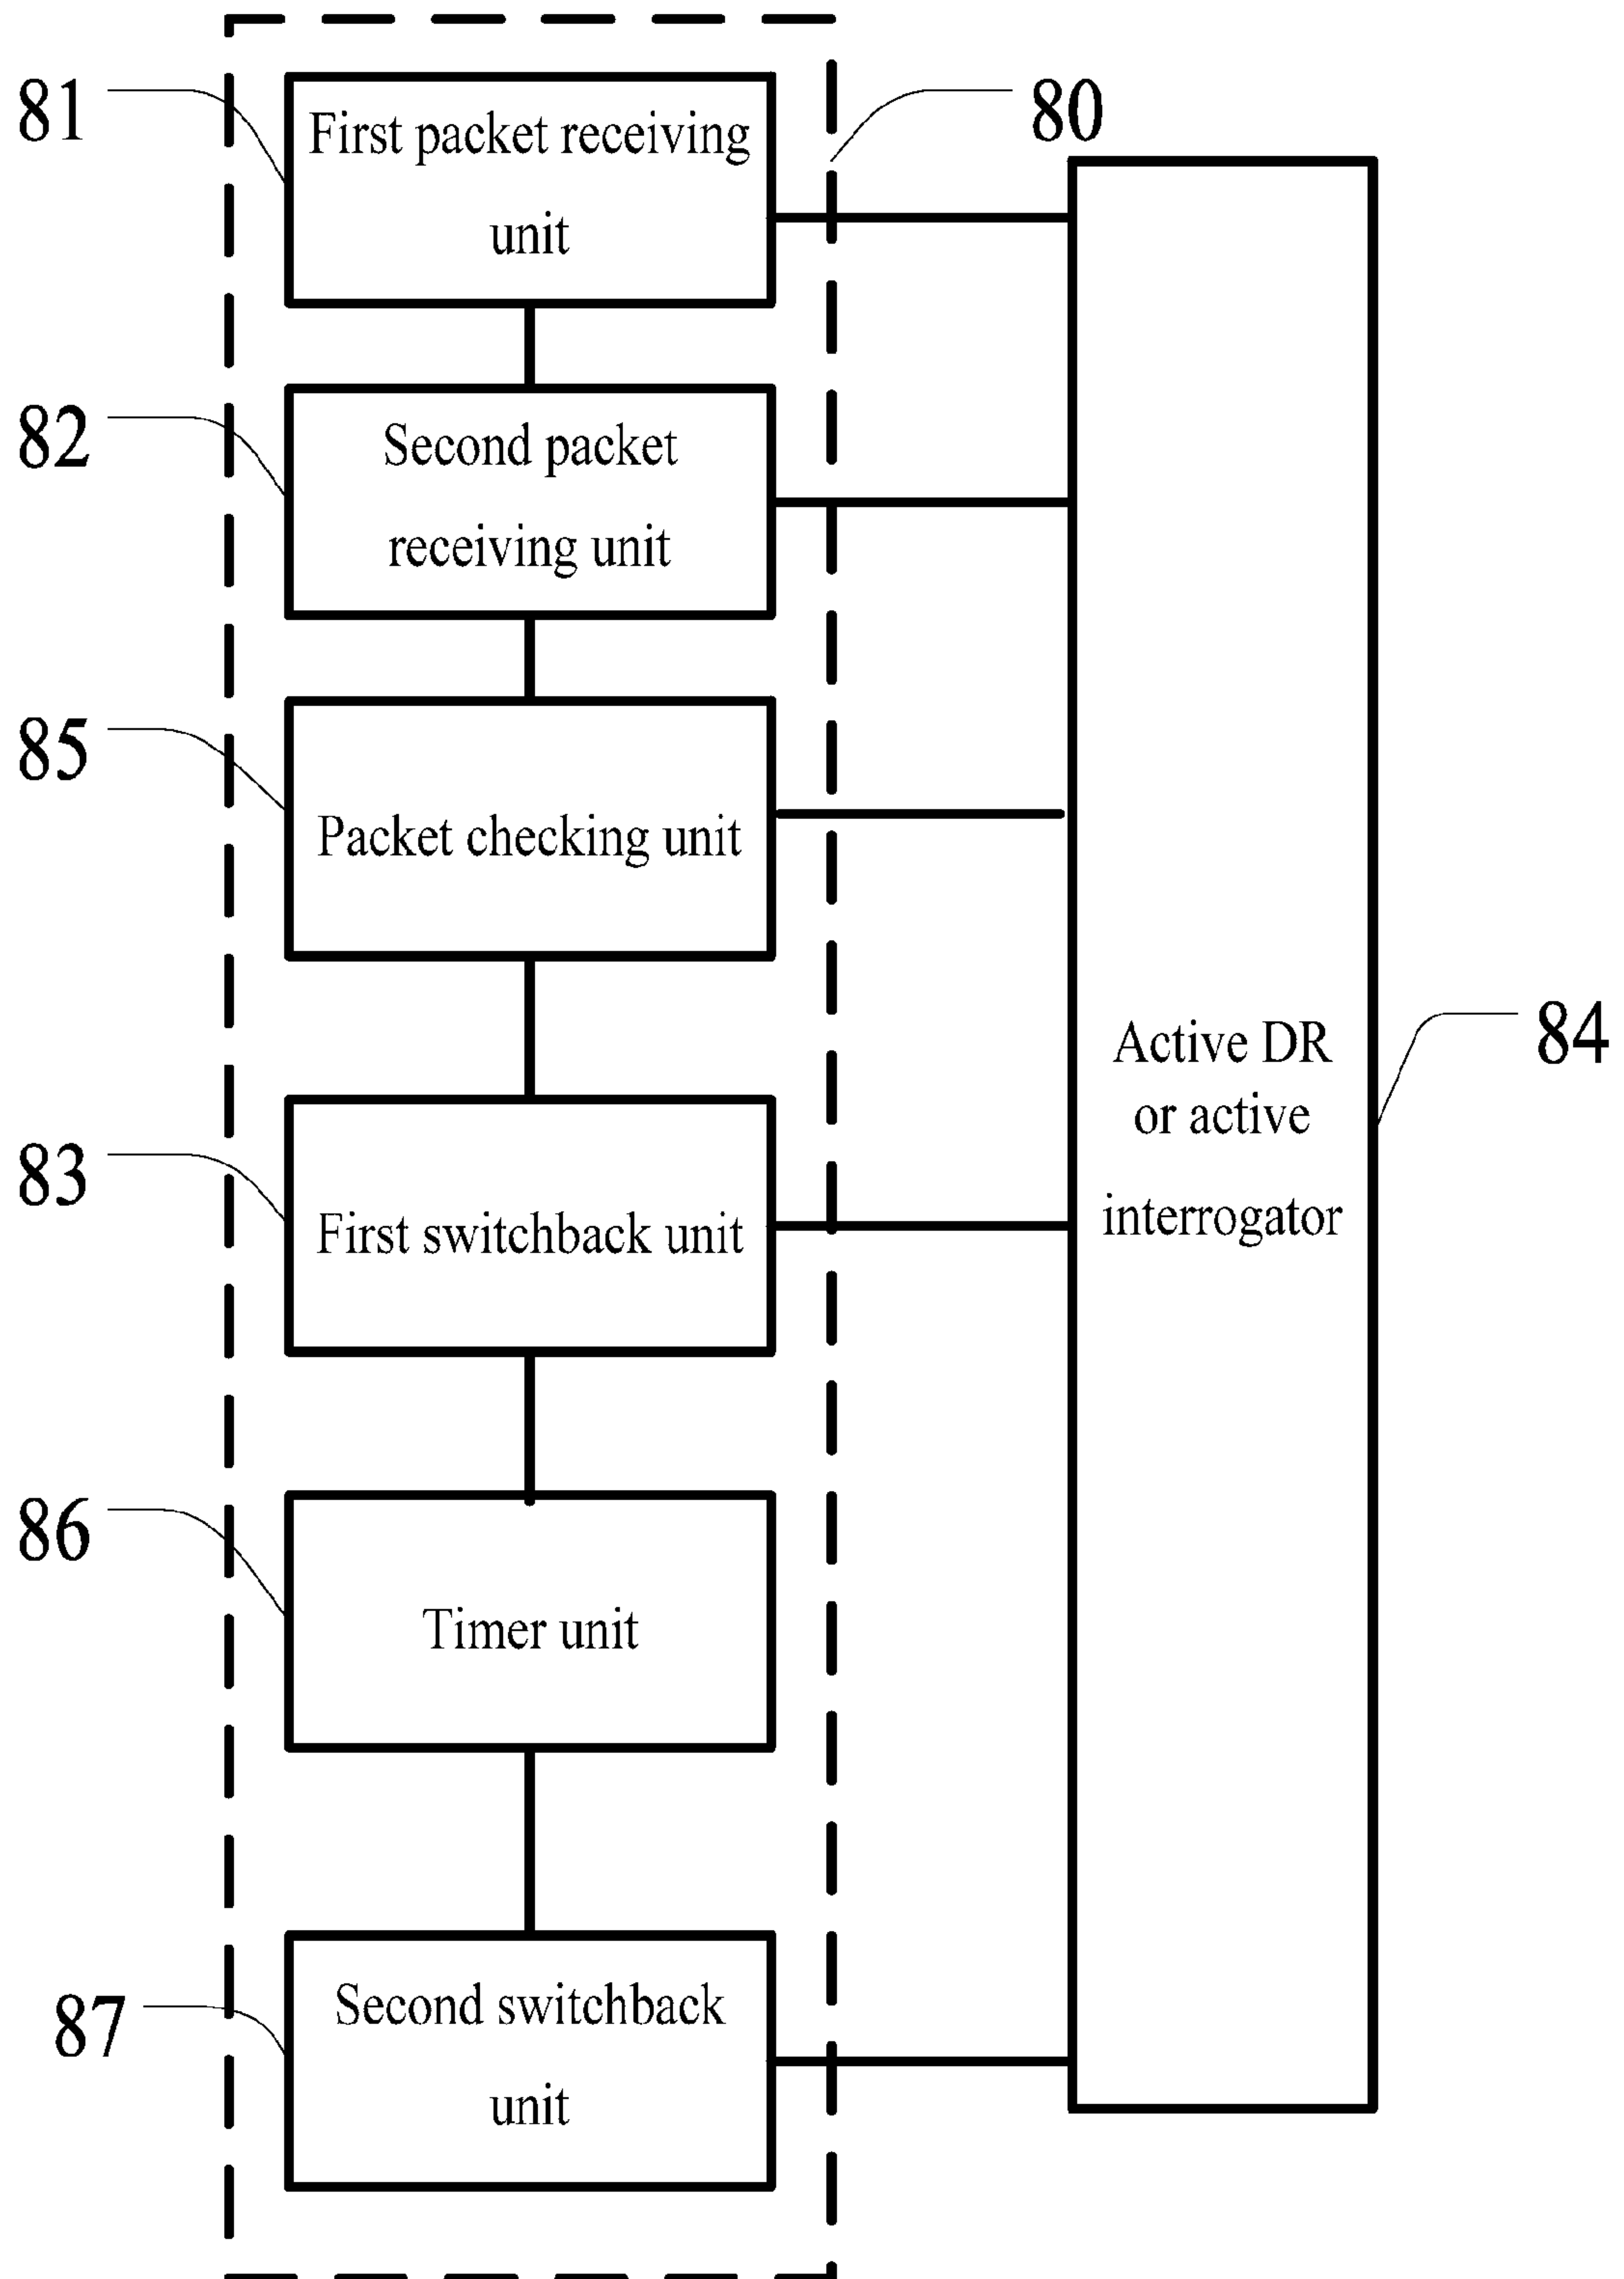 81
First packet receiving
unit
80
82
Second packet
receiving unit
85
Packet checking unit
83
First switchback unit
Active DR
or active
interrogator
84
86
Timer unit
87
Second switchback
unit